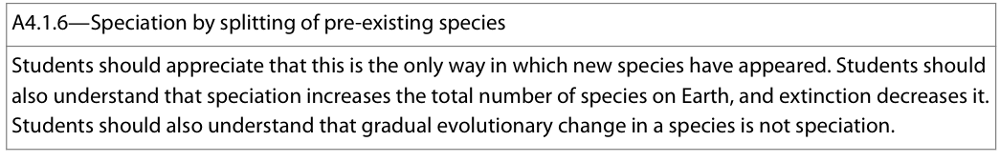 A4.1.6—Speciation by splitting of pre-existing species
Students should appreciate that this is the only way in which new species have appeared. Students should
also understand that speciation increases the total number of species on Earth, and extinction decreases it.
Students should also understand that gradual evolutionary change in a species is not speciation.